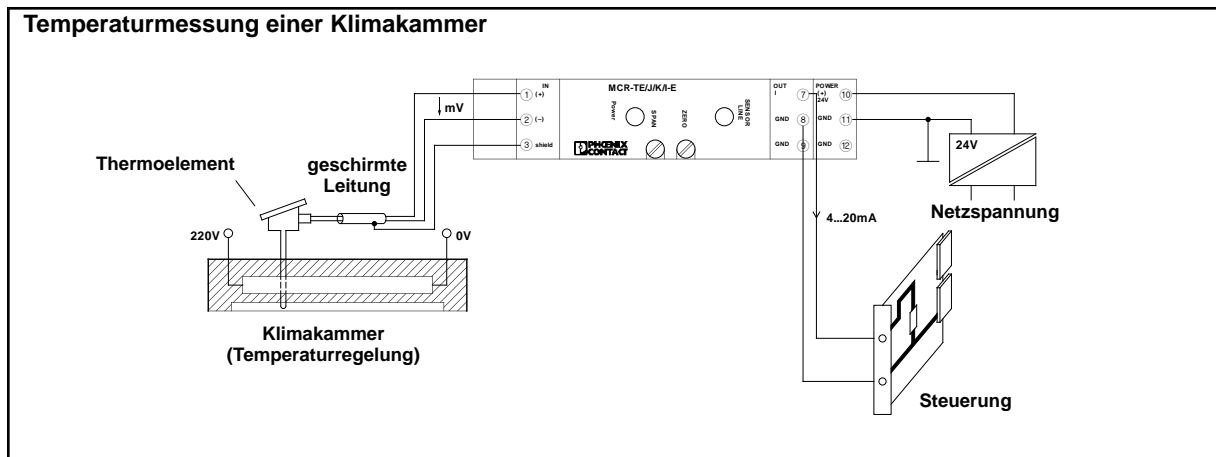 Temperaturmessung einer Klimakammer
IN
MCR-TE/J/K/I-E
OUT
I
POWER
(+)
24V
1 (+)
7
10
mV
Power
SPAN
ZERO
SENSOR
LINE
2 (–)
GND 8
GND 11
3 shield
PHŒNIX
CONTACT
GND 9
GND 12
24V
Thermoelement
geschirmte
Leitung
Netzspannung
4...20mA
220V
0V
Klimakammer
(Temperaturregelung)
Steuerung